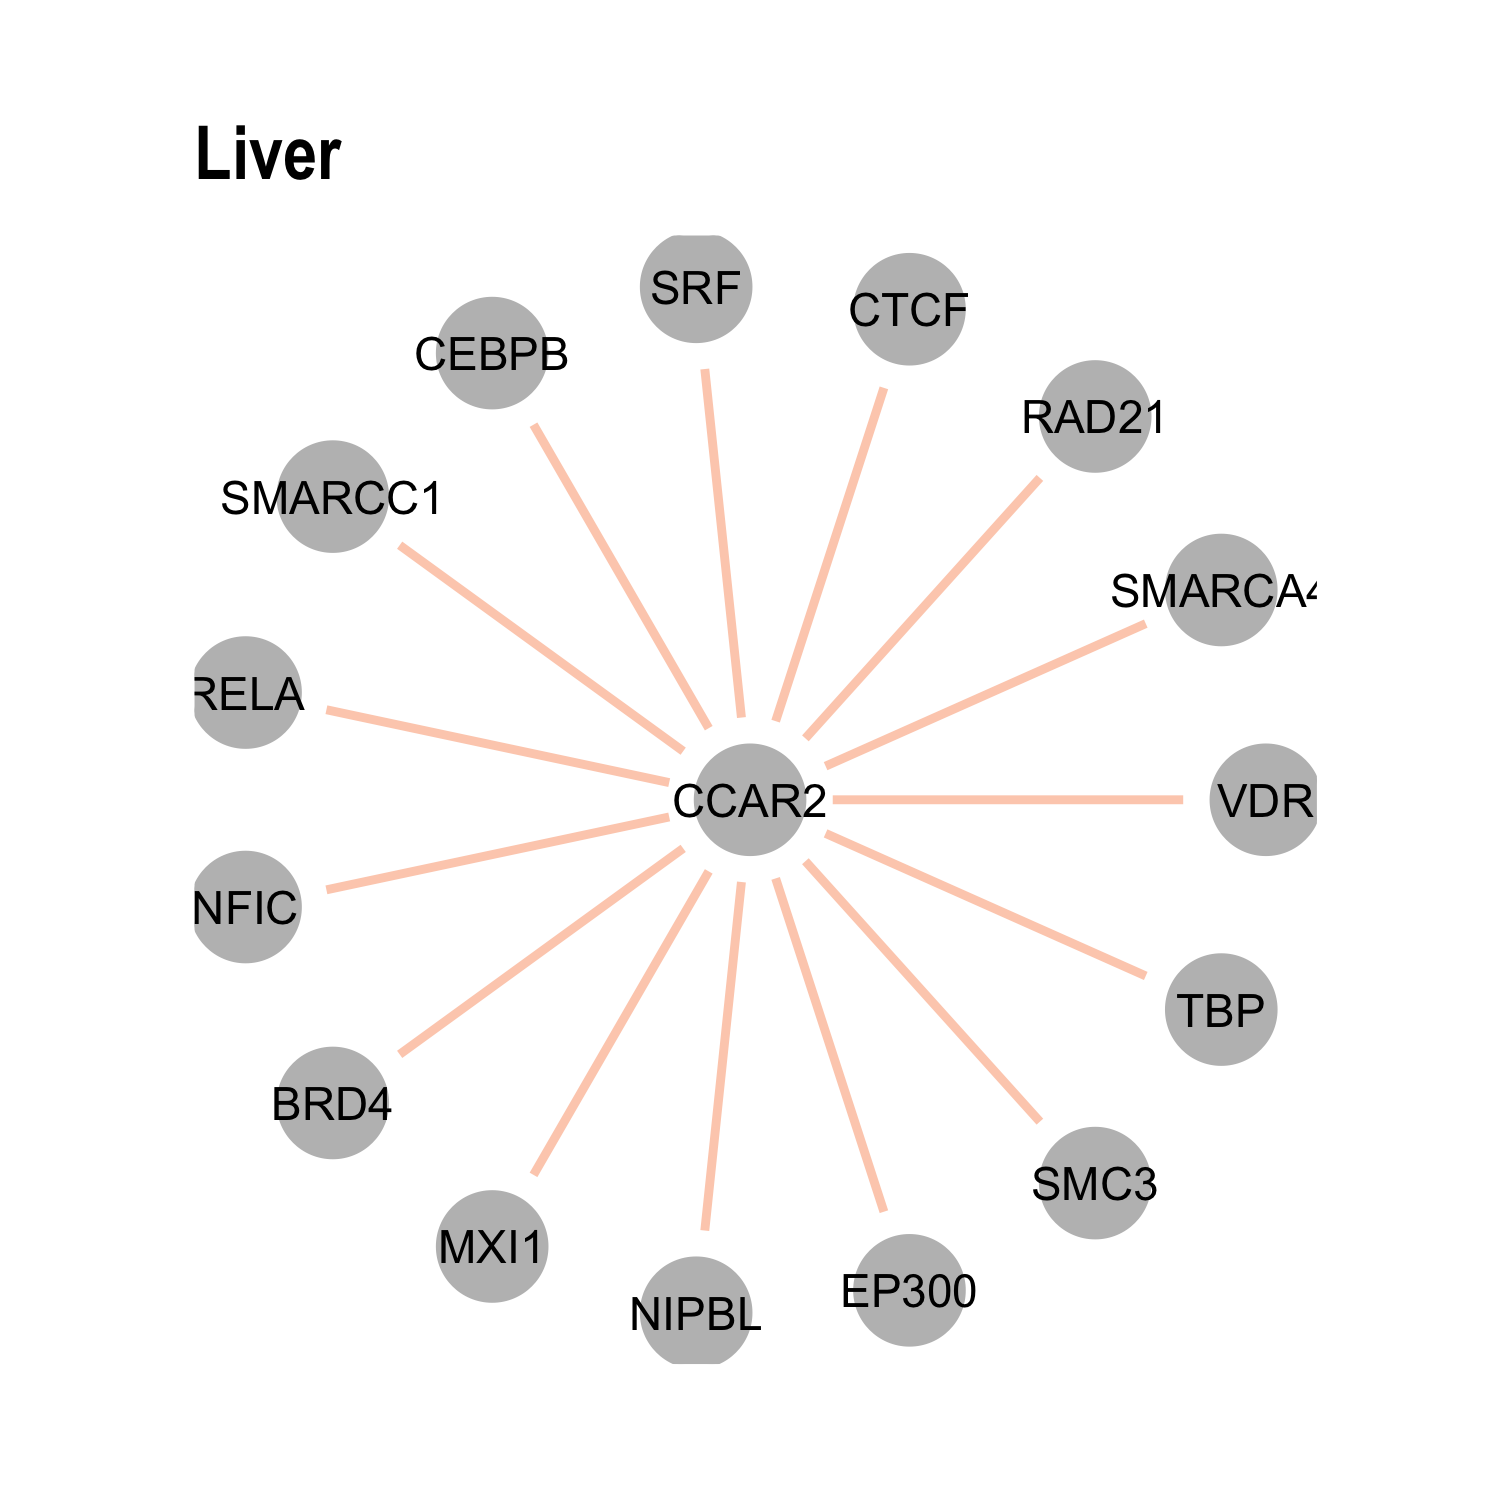 Liver
SRF
CTCF
CEBPB
RAD21
SMARCC1
SMARCA4
RELA
CCAR2
VDR
NFIC
TBP
BRD4
SMC3
MXI1
EP300
NIPBL